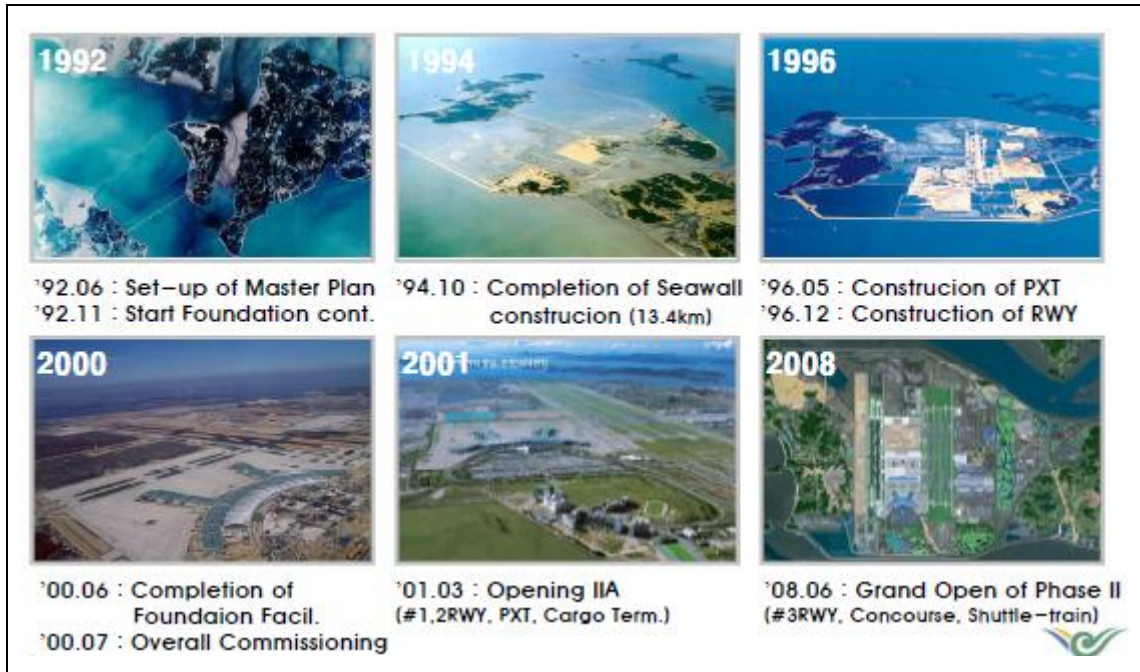 1992
1994
1996
'92.06 : Set-up of Master Plan
'92.11 : Start Foundation cont.
'94.10 : Completion of Seawall
construcion (13.4km)
'96.05 : Construcion of PXT
'96.12 : Construction of RWY
2000
2001
2008
'00.06 : Completion of
Foundaion Facil.
'00.07 : Overall Commissioning
'01.03 : Opening IIA
(#1,2RWY, PXT, Cargo Term.)
'08.06 : Grand Open of Phase II
(#3RWY, Concourse, Shuttle-train)